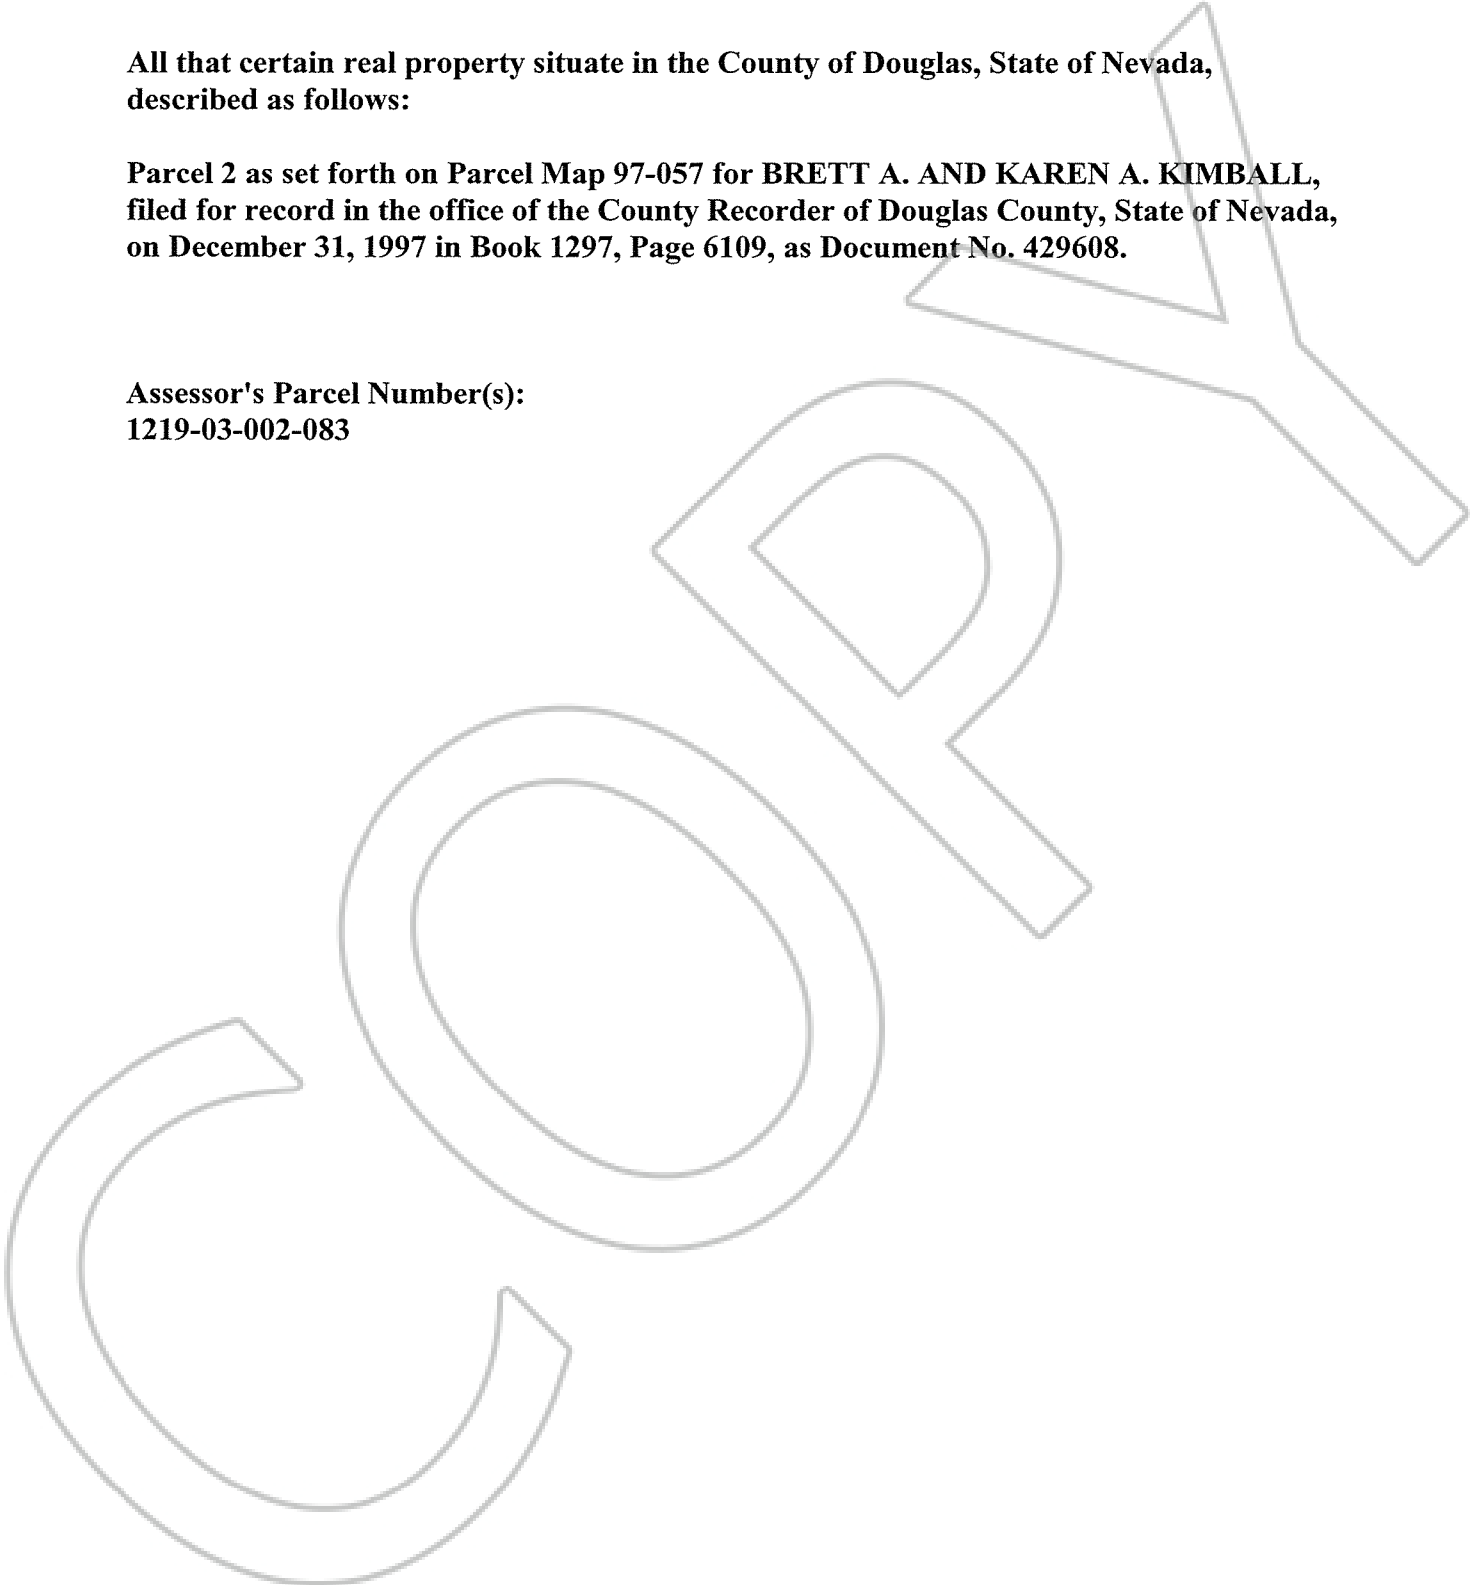 All that certain real property situate in the County of Douglas, State of Nevada,
described as follows:
Parcel 2 as set forth on Parcel Map 97-057 for BRETT A. AND KAREN A. KIMBALL,
filed for record in the office of the County Recorder of Douglas County, State of Nevada,
on December 31, 1997 in Book 1297, Page 6109, as Document No. 429608.
Assessor's Parcel Number(s):
1219-03-002-083
COPY